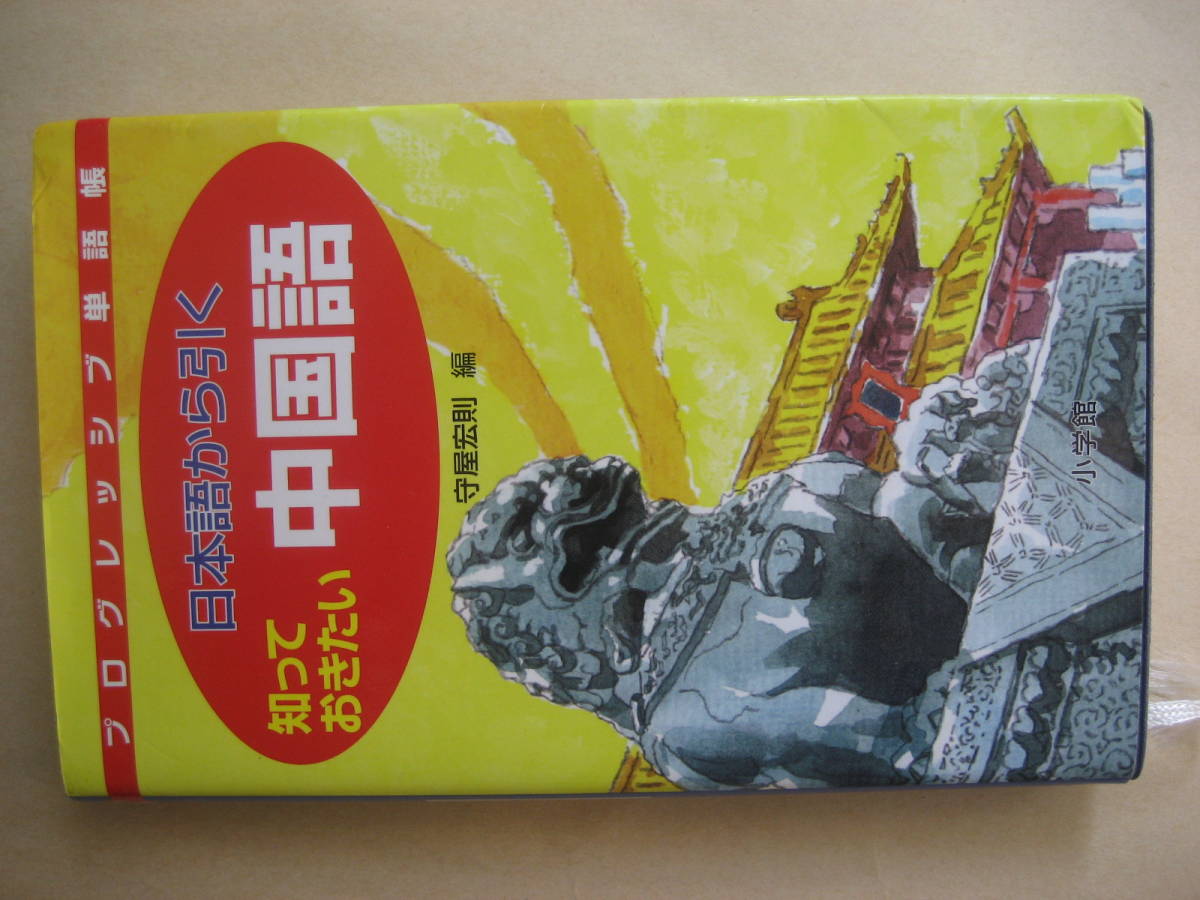 プログレッシブ単語帳
日本語から引く
知って
おきたい
中国語
守屋宏則 編
小学館